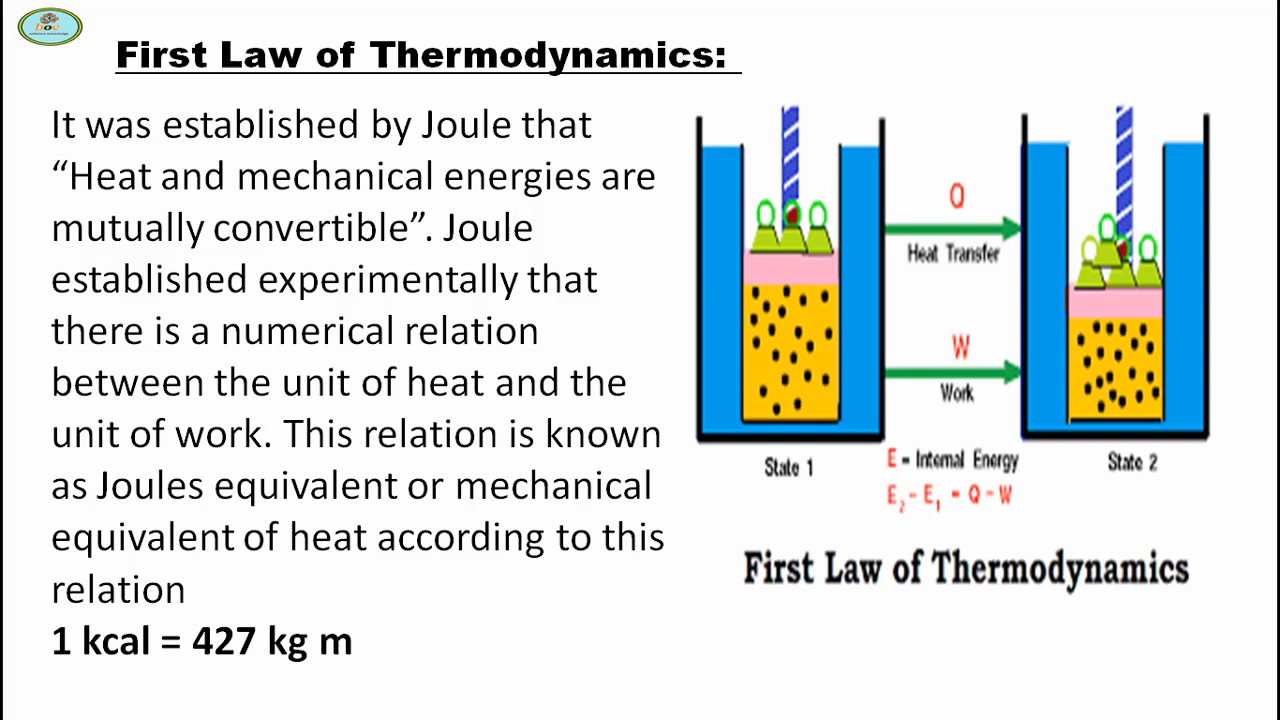 First Law of Thermodynamics:
It was established by Joule that
“Heat and mechanical energies are
mutually convertible”. Joule
established experimentally that
there is a numerical relation
between the unit of heat and the
unit of work. This relation is known
as Joules equivalent or mechanical
equivalent of heat according to this
relation
1 kcal = 427 kg m
Q
Heat Transfer
W
Work
State 1
E = Internal Energy
State 2
E₂ - E₁ = Q - W
First Law of Thermodynamics